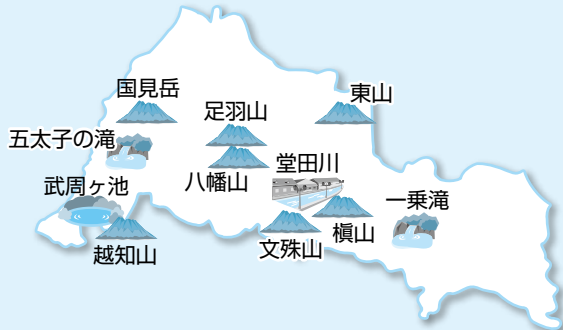 国見岳
足羽山
東山
五太子の滝
堂田川
武周ヶ池
八幡山
一乗滝
越知山
文殊山
槇山